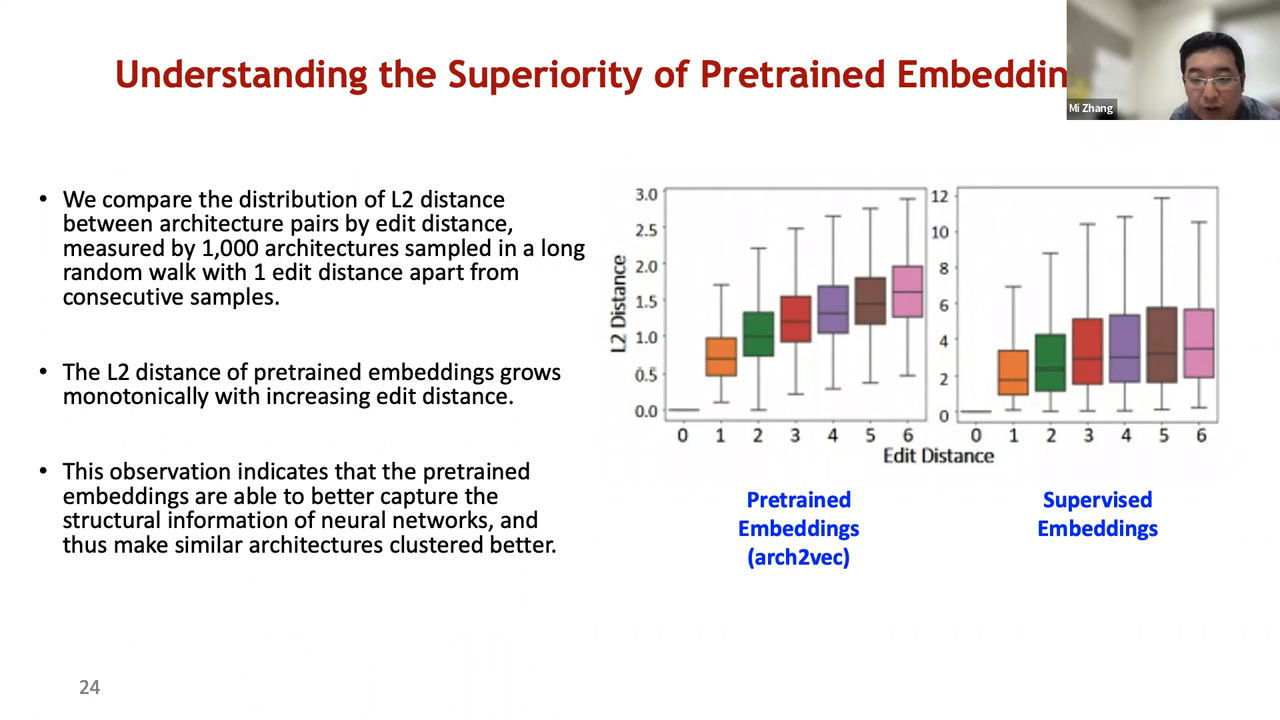 Understanding the Superiority of Pretrained Embeddin
Mi Zhang
• We compare the distribution of L2 distance
between architecture pairs by edit distance,
measured by 1,000 architectures sampled in a long
random walk with 1 edit distance apart from
consecutive samples.
• The L2 distance of pretrained embeddings grows
monotonically with increasing edit distance.
• This observation indicates that the pretrained
embeddings are able to better capture the
structural information of neural networks, and
thus make similar architectures clustered better.
L2 Distance
3.0
2.5
2.0
1.5
1.0
0.5
0.0
0 1 2 3 4 5 6
12
10
8
6
4
2
0
0 1 2 3 4 5 6
Edit Distance
Pretrained
Embeddings
(arch2vec)
Supervised
Embeddings
24